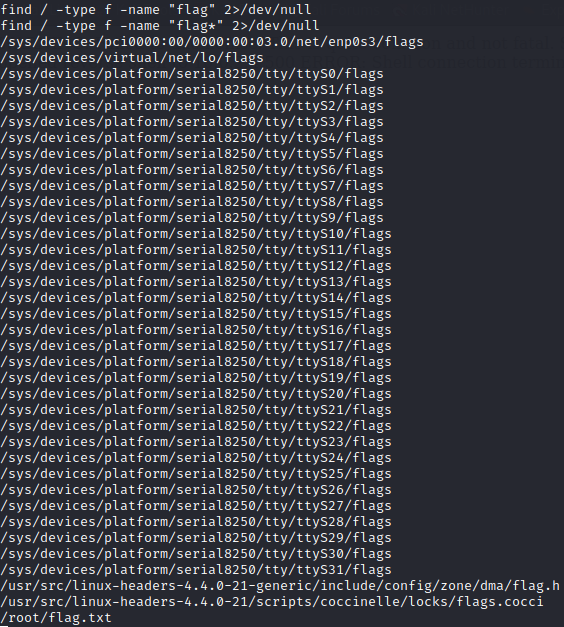 find / -type f -name "flag" 2>/dev/null
find / -type f -name "flag*" 2>/dev/null
/sys/devices/pci0000:00/0000:00:03.0/net/enp0s3/flags
/sys/devices/virtual/net/lo/flags
/sys/devices/platform/serial8250/tty/ttyS0/flags
/sys/devices/platform/serial8250/tty/ttyS1/flags
/sys/devices/platform/serial8250/tty/ttyS2/flags
/sys/devices/platform/serial8250/tty/ttyS3/flags
/sys/devices/platform/serial8250/tty/ttyS4/flags
/sys/devices/platform/serial8250/tty/ttyS5/flags
/sys/devices/platform/serial8250/tty/ttyS6/flags
/sys/devices/platform/serial8250/tty/ttyS7/flags
/sys/devices/platform/serial8250/tty/ttyS8/flags
/sys/devices/platform/serial8250/tty/ttyS9/flags
/sys/devices/platform/serial8250/tty/ttyS10/flags
/sys/devices/platform/serial8250/tty/ttyS11/flags
/sys/devices/platform/serial8250/tty/ttyS12/flags
/sys/devices/platform/serial8250/tty/ttyS13/flags
/sys/devices/platform/serial8250/tty/ttyS14/flags
/sys/devices/platform/serial8250/tty/ttyS15/flags
/sys/devices/platform/serial8250/tty/ttyS16/flags
/sys/devices/platform/serial8250/tty/ttyS17/flags
/sys/devices/platform/serial8250/tty/ttyS18/flags
/sys/devices/platform/serial8250/tty/ttyS19/flags
/sys/devices/platform/serial8250/tty/ttyS20/flags
/sys/devices/platform/serial8250/tty/ttyS21/flags
/sys/devices/platform/serial8250/tty/ttyS22/flags
/sys/devices/platform/serial8250/tty/ttyS23/flags
/sys/devices/platform/serial8250/tty/ttyS24/flags
/sys/devices/platform/serial8250/tty/ttyS25/flags
/sys/devices/platform/serial8250/tty/ttyS26/flags
/sys/devices/platform/serial8250/tty/ttyS27/flags
/sys/devices/platform/serial8250/tty/ttyS28/flags
/sys/devices/platform/serial8250/tty/ttyS29/flags
/sys/devices/platform/serial8250/tty/ttyS30/flags
/sys/devices/platform/serial8250/tty/ttyS31/flags
/usr/src/linux-headers-4.4.0-21-generic/include/config/zone/dma/flag.h
/usr/src/linux-headers-4.4.0-21/scripts/coccinelle/locks/flags.cocci
/root/flag.txt